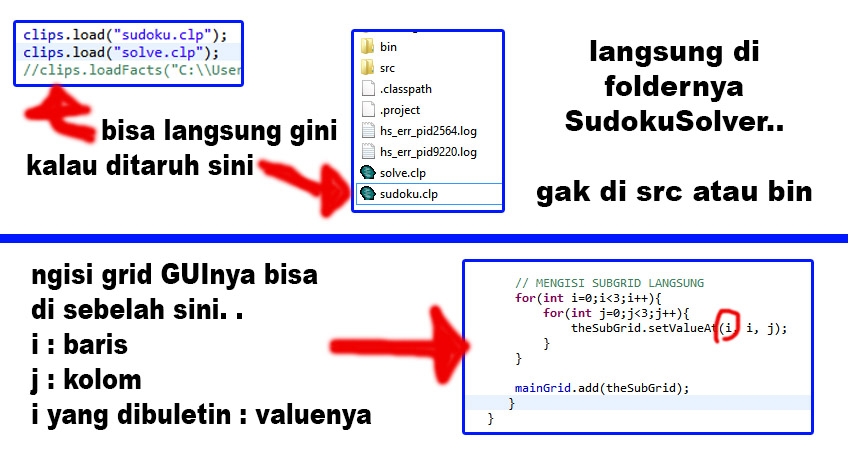 clips.load("sudoku.clp");
clips.load("solve.clp");
//clips.loadFacts("C:\\User
bisa langsung gini
kalau ditaruh sini
bin
src
.classpath
.project
hs_err_pid2564.log
hs_err_pid9220.log
solve.clp
sudoku.clp
langsung di
foldernya
SudokuSolver..
gak di src atau bin
ngisi grid GUInya bisa
di sebelah sini. .
i : baris
j : kolom
i yang dibuletin : valuenya
// MENGISI SUBGRID LANGSUNG
for(int i=0;i<3;i++){
for(int j=0;j<3;j++){
theSubGrid.setValueAt(i, i, j);
}
}
mainGrid.add(theSubGrid);
}
}